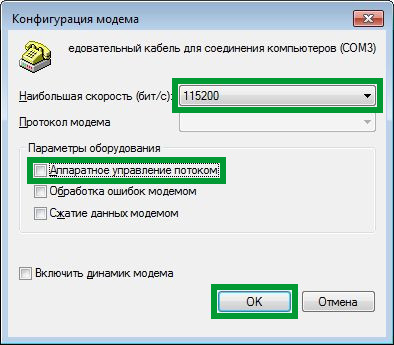 Конфигурация модема
едовательный кабель для соединения компьютеров (COM3)
Наибольшая скорость (бит/с):
115200
Протокол модема
Параметры оборудования
Аппаратное управление потоком
Обработка ошибок модемом
Сжатие данных модемом
Включить динамик модема
OK
Отмена